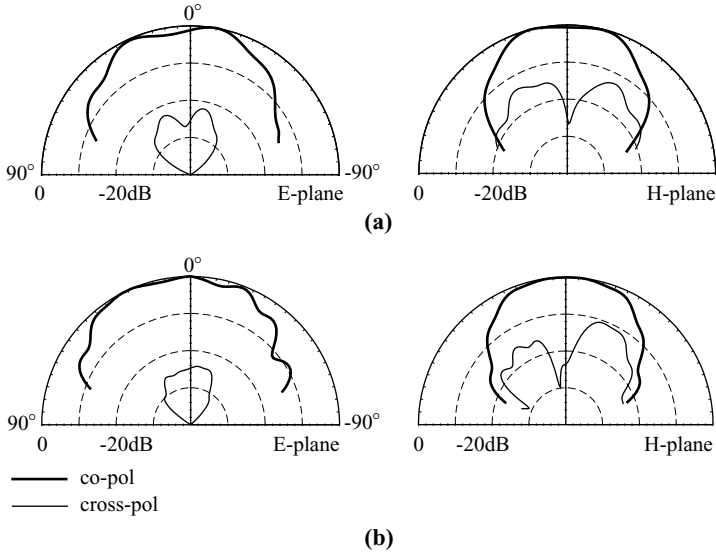 0°
90°
-90°
0
-20dB
E-plane
0
-20dB
H-plane
(a)
0°
90°
-90°
0
-20dB
E-plane
0
-20dB
H-plane
co-pol
cross-pol
(b)